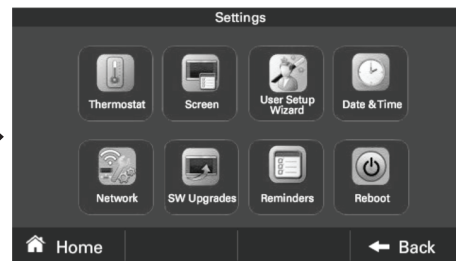 Settings
Thermostat
Screen
User Setup
Wizard
Date & Time
Network
SW Upgrades
Reminders
Reboot
Home
Back